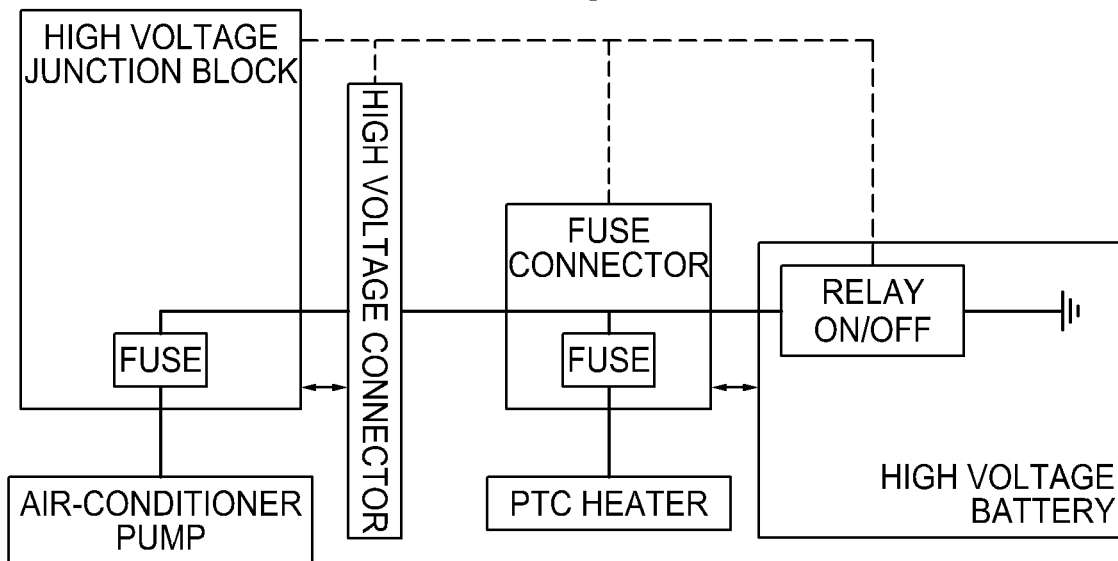 HIGH VOLTAGE
JUNCTION BLOCK
HIGH VOLTAGE CONNECTOR
FUSE
CONNECTOR
RELAY
ON/OFF
FUSE
FUSE
AIR-CONDITIONER
PUMP
PTC HEATER
HIGH VOLTAGE
BATTERY